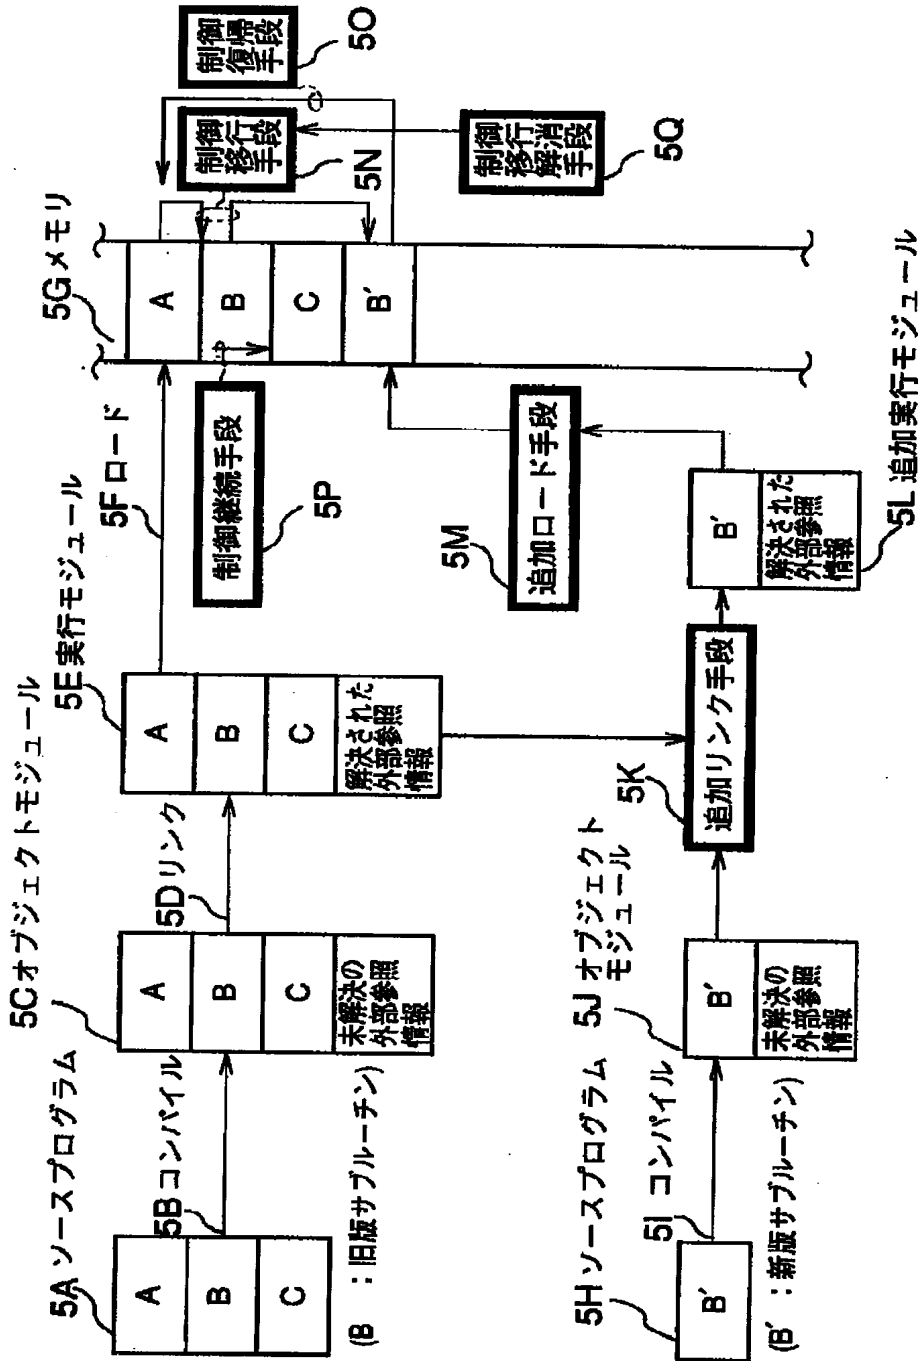 5A ソースプログラム
A
B
C
(B : 旧版サブルーチン)
5B コンパイル
5C オブジェクトモジュール
A
B
C
未解決の
外部参照
情報
5D リンク
5E 実行モジュール
A
B
C
解決された
外部参照
情報
5F ロード
5G メモリ
A
B
C
B′
制御継続手段
5P
制御
移行
手段
5N
制御
復帰
手段
5O
制御
移行
解消
手段
5Q
5H ソースプログラム
B′
(B′ : 新版サブルーチン)
5I コンパイル
5J オブジェクト
モジュール
B′
未解決の
外部参照
情報
5K
追加リンク手段
B′
解決された
外部参照
情報
5L 追加実行モジュール
5M
追加ロード手段